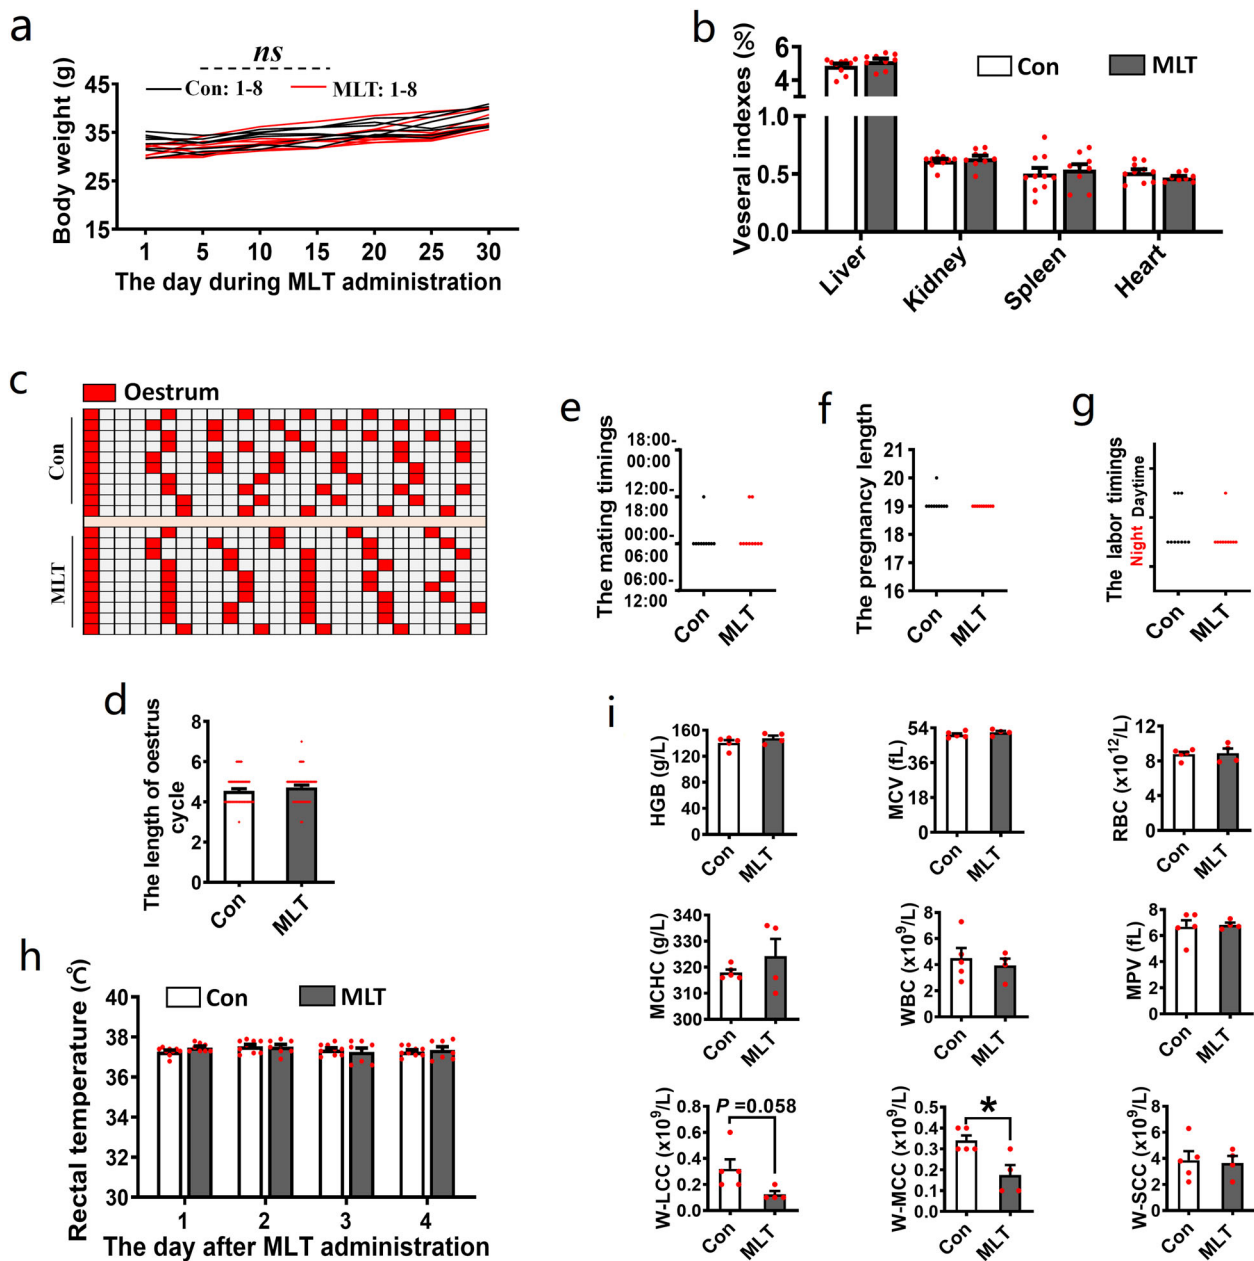 a
ns
Con: 1-8
MLT: 1-8
Body weight (g)
45
35
25
15
1 5 10 15 20 25 30
The day during MLT administration
b
Con
MLT
Veseral indexes (%)
6
4
1.0
0.5
0.0
Liver
Kidney
Spleen
Heart
c
Oestrum
Con
MLT
d
The length of oestrus
cycle
8
6
4
2
0
Con
MLT
e
The mating timings
18:00-
00:00
12:00-
18:00
00:00
06:00
06:00-
12:00
Con
MLT
f
The pregnancy length
21
20
19
18
17
16
Con
MLT
g
The labor timings
Night Daytime
Con
MLT
h
Con
MLT
Rectal temperature (℃)
40
38
36
34
32
30
1 2 3 4
The day after MLT administration
i
HGB (g/L)
160
120
80
40
0
Con
MLT
MCV (fL)
54
36
18
0
Con
MLT
RBC (x10¹²/L)
12
8
4
0
Con
MLT
MCHC (g/L)
340
330
320
310
300
Con
MLT
WBC (x10⁹/L)
8
6
4
2
0
Con
MLT
MPV (fL)
8
6
4
2
0
Con
MLT
W-LCC (x10⁹/L)
P =0.058
0.8
0.6
0.4
0.2
0.0
Con
MLT
W-MCC (x10⁹/L)
*
0.5
0.4
0.3
0.2
0.1
0.0
Con
MLT
W-SCC (x10⁹/L)
8
6
4
2
0
Con
MLT